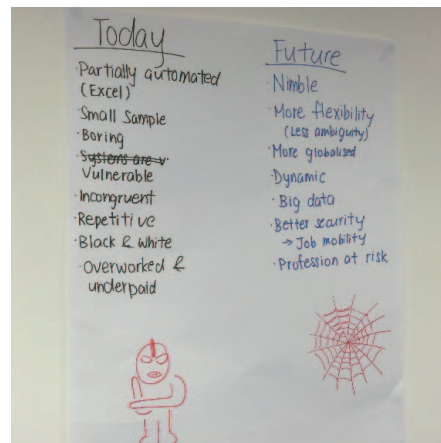 Today
· Partially automated
(Excel)
· Small Sample
· Boring
· Systems are v
Vulnerable
· Incongruent
· Repetitive
· Black & White
· Overworked &
underpaid
Future
· Nimble
· More flexibility
(Less ambiguity)
· More globalised
· Dynamic
· Big data
· Better security
→ Job mobility
· Profession at risk